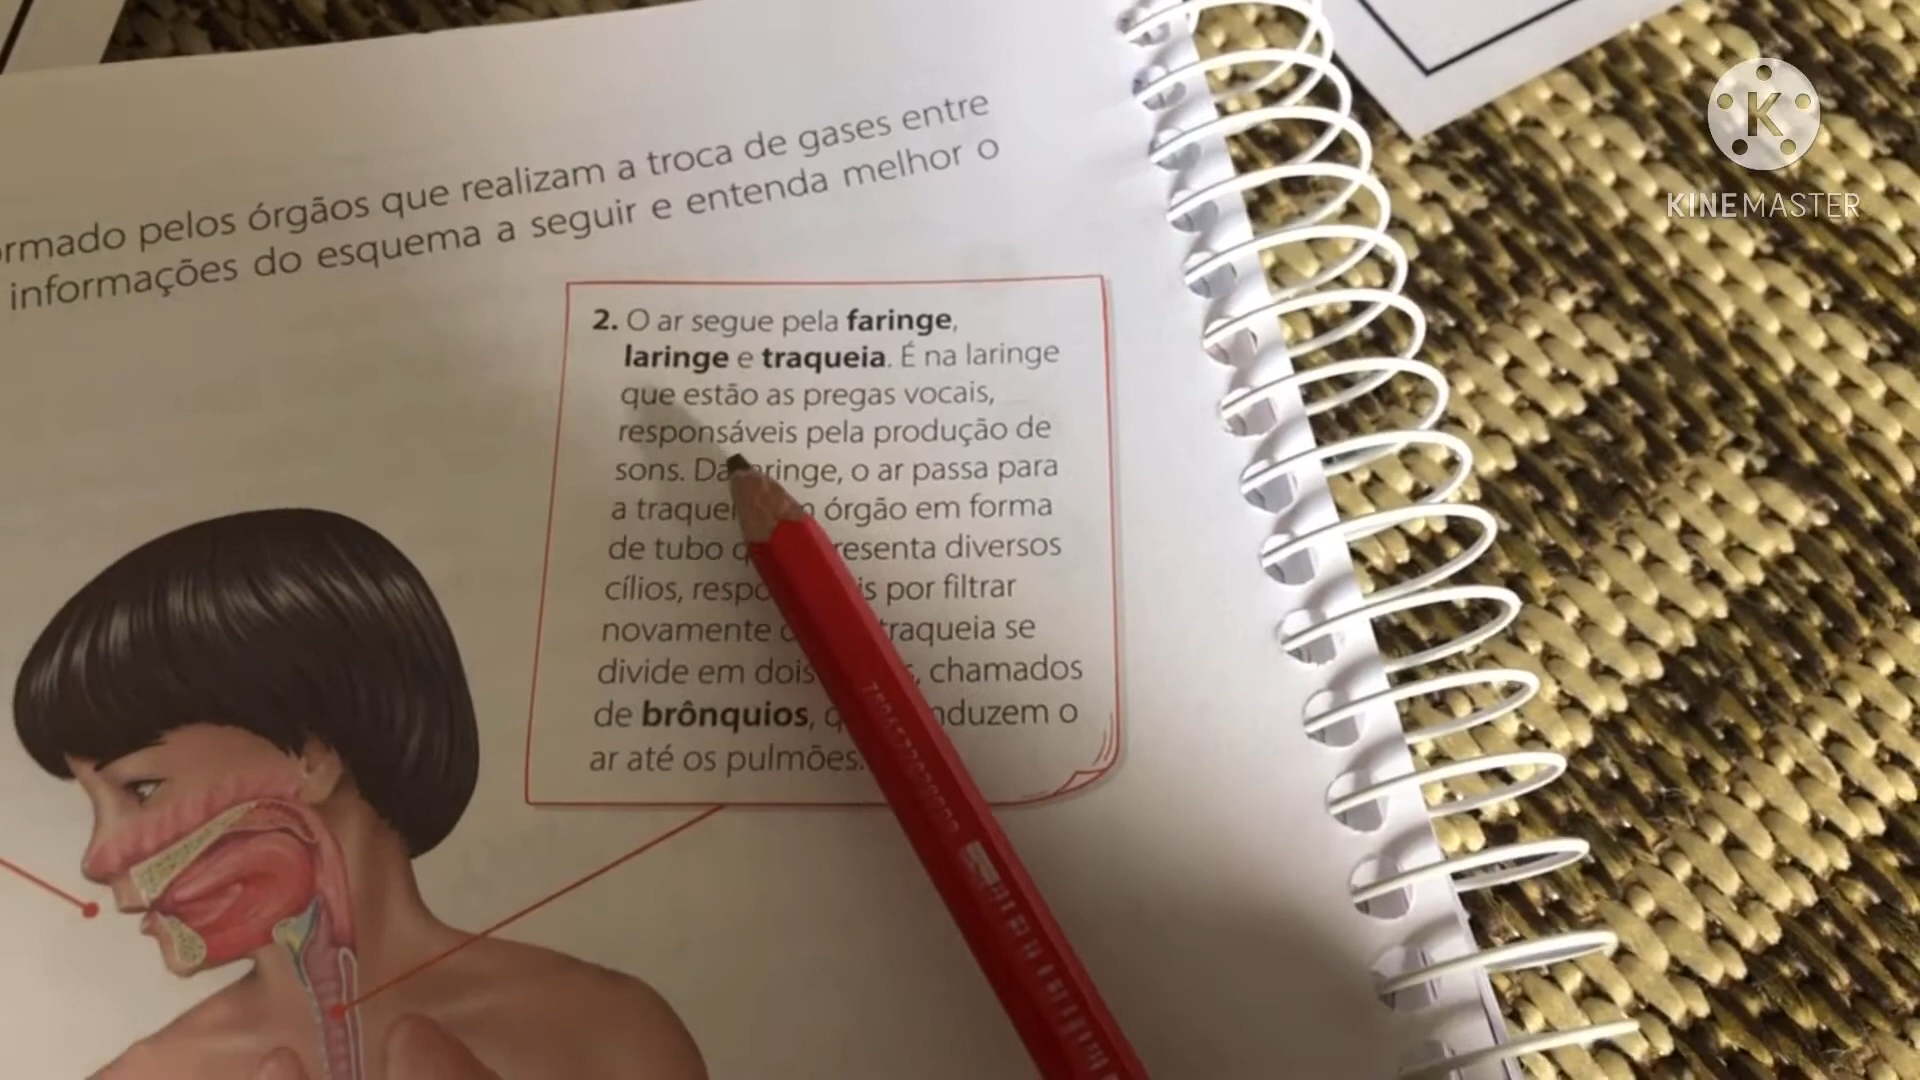 ormado pelos órgãos que realizam a troca de gases entre
informações do esquema a seguir e entenda melhor o
2. O ar segue pela faringe,
laringe e traqueia. É na laringe
que estão as pregas vocais,
responsáveis pela produção de
sons. Da laringe, o ar passa para
a traquei órgão em forma
de tubo resenta diversos
cílios, respo is por filtrar
novamente traqueia se
divide em dois , chamados
de brônquios, q nduzem o
ar até os pulmões.
K
KINEMASTER